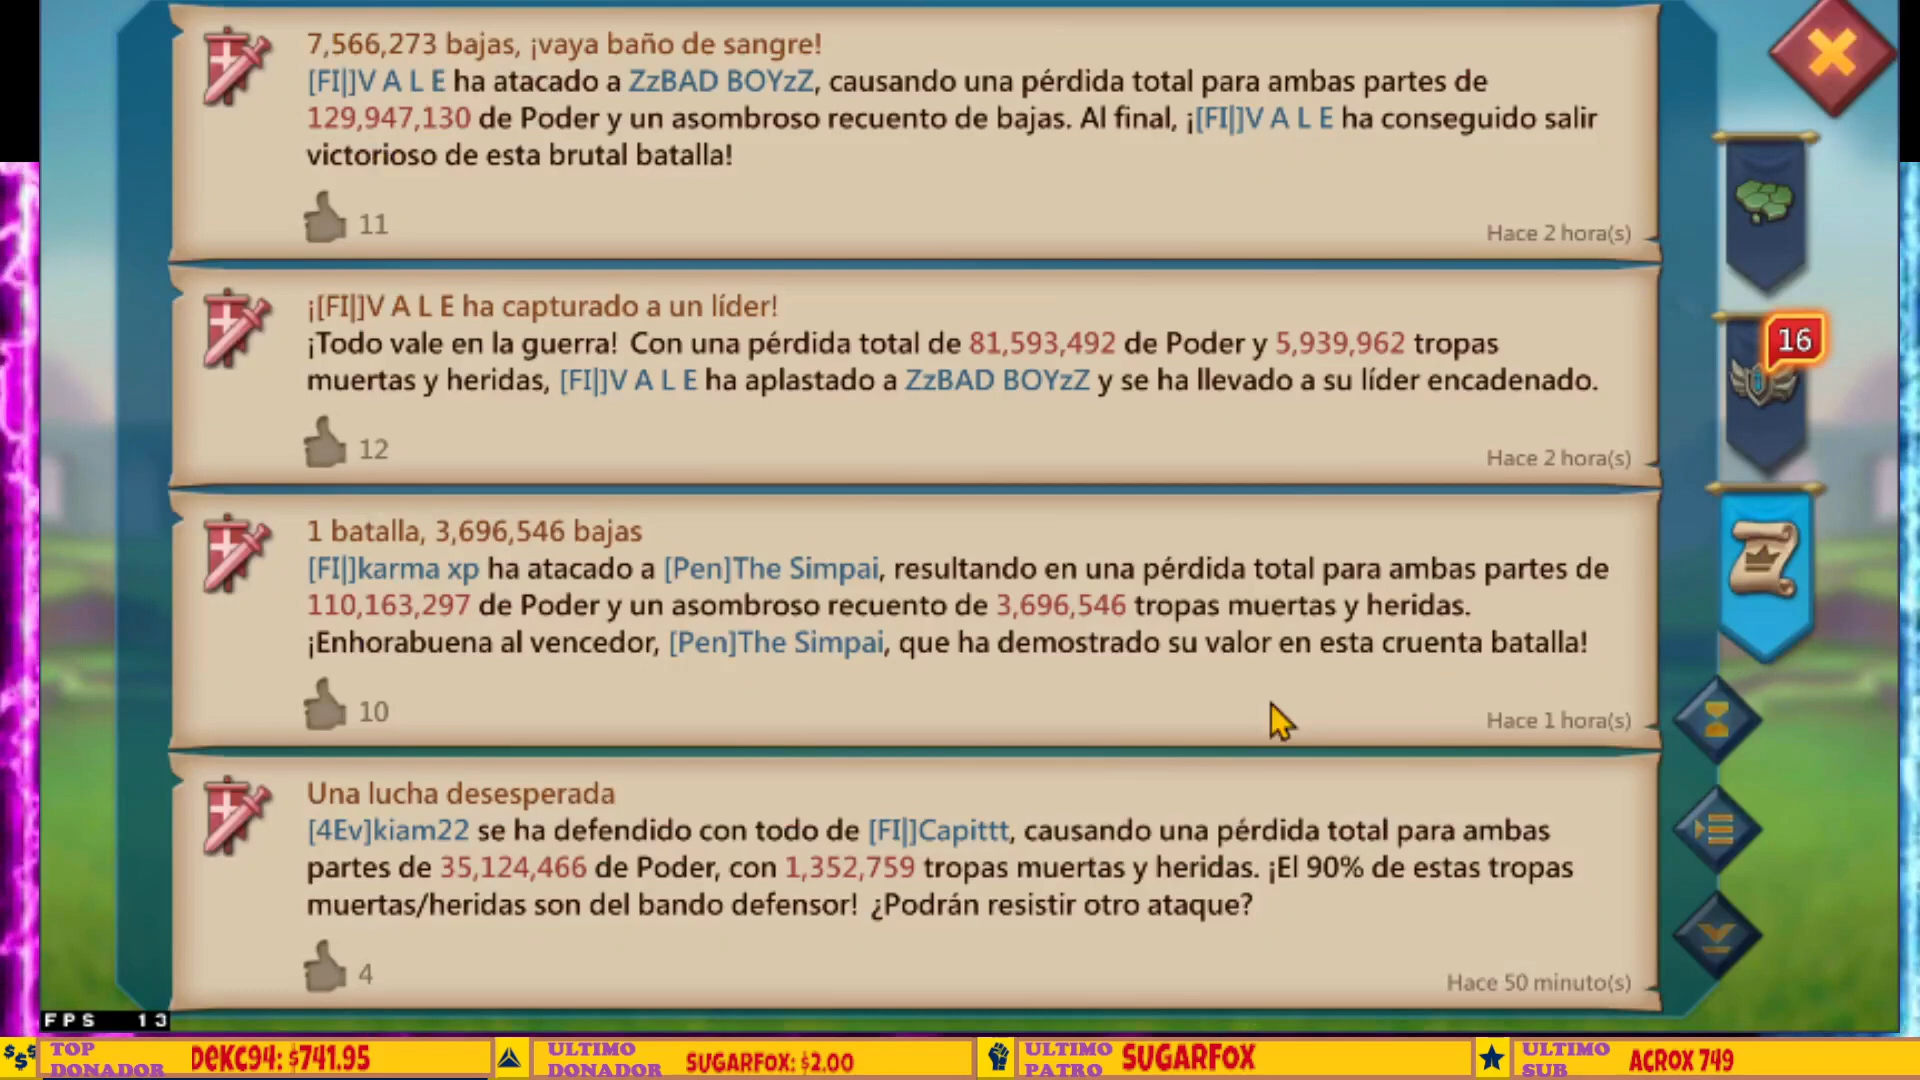 7,566,273 bajas, ¡vaya baño de sangre!
[FI|]V A L E ha atacado a ZzBAD BOYzZ, causando una pérdida total para ambas partes de
129,947,130 de Poder y un asombroso recuento de bajas. Al final, ¡[FI|]V A L E ha conseguido salir
victorioso de esta brutal batalla!
11
Hace 2 hora(s)
¡[FI|]V A L E ha capturado a un líder!
¡Todo vale en la guerra! Con una pérdida total de 81,593,492 de Poder y 5,939,962 tropas
muertas y heridas, [FI|]V A L E ha aplastado a ZzBAD BOYzZ y se ha llevado a su líder encadenado.
12
Hace 2 hora(s)
16
1 batalla, 3,696,546 bajas
[FI|]karma xp ha atacado a [Pen]The Simpai, resultando en una pérdida total para ambas partes de
110,163,297 de Poder y un asombroso recuento de 3,696,546 tropas muertas y heridas.
¡Enhorabuena al vencedor, [Pen]The Simpai, que ha demostrado su valor en esta cruenta batalla!
10
Hace 1 hora(s)
Una lucha desesperada
[4Ev]kiam22 se ha defendido con todo de [FI|]Capittt, causando una pérdida total para ambas
partes de 35,124,466 de Poder, con 1,352,759 tropas muertas y heridas. ¡El 90% de estas tropas
muertas/heridas son del bando defensor! ¿Podrán resistir otro ataque?
4
Hace 50 minuto(s)
FPS 13
$$$ TOP DONADOR DeKC94: $741.95
ULTIMO DONADOR SUGARFOX: $2.00
ULTIMO PATRO SUGARFOX
ULTIMO SUB ACROX 749